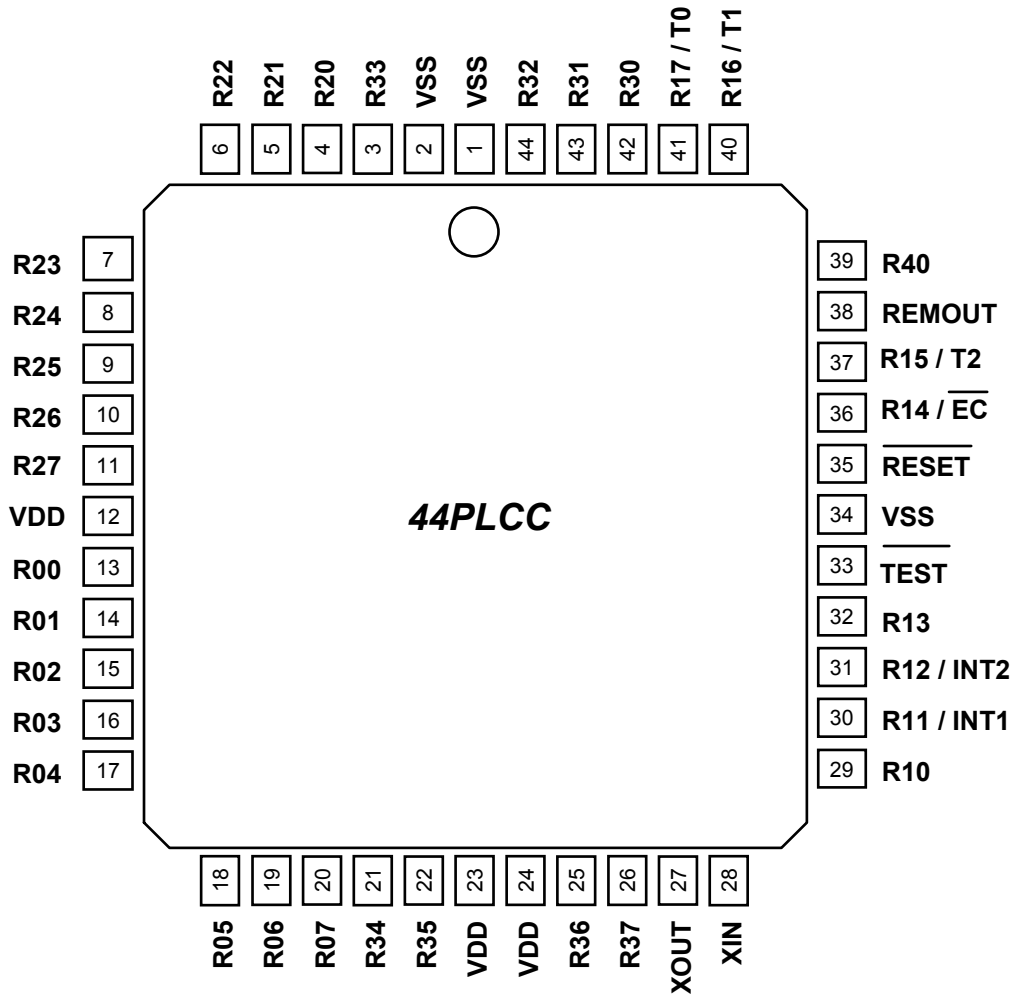 R22 R21 R20 R33 VSS VSS R32 R31 R30 R17 / T0 R16 / T1
6 5 4 3 2 1 44 43 42 41 40
R23 7
R24 8
R25 9
R26 10
R27 11
VDD 12
R00 13
R01 14
R02 15
R03 16
R04 17
44PLCC
39 R40
38 REMOUT
37 R15 / T2
36 R14 / E̅C̅
35 R̅E̅S̅E̅T̅
34 VSS
33 T̅E̅S̅T̅
32 R13
31 R12 / INT2
30 R11 / INT1
29 R10
18 19 20 21 22 23 24 25 26 27 28
R05 R06 R07 R34 R35 VDD VDD R36 R37 XOUT XIN